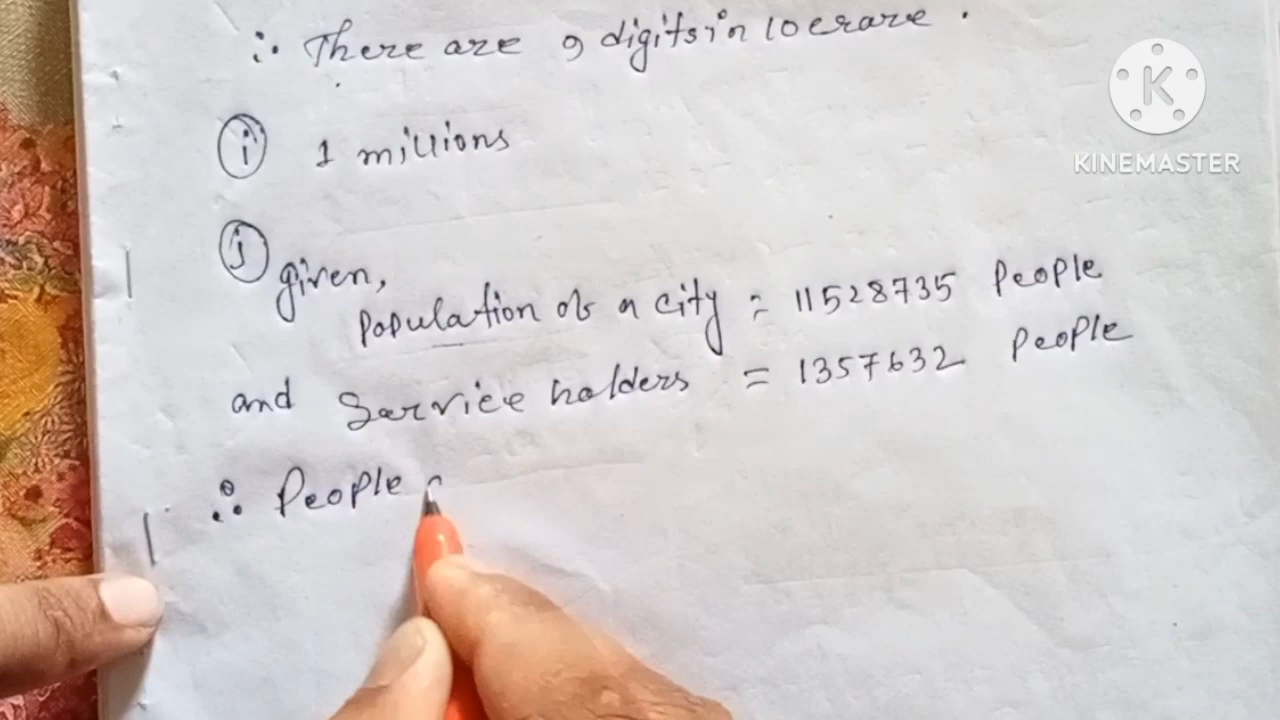 ∴ There are 9 digits in 10 crare.
K
KINEMASTER
(i) 1 millions
(j) given,
Population of a city = 11528735 People
and Service holders = 1357632 People
∴ People